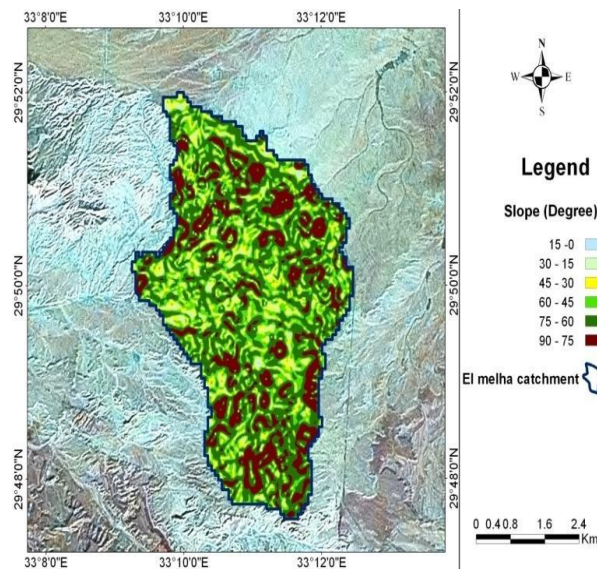 33°8'0"E 33°10'0"E 33°12'0"E
29°52'0"N 29°52'0"N
29°50'0"N 29°50'0"N
29°48'0"N 29°48'0"N
33°8'0"E 33°10'0"E 33°12'0"E
N
W E
S
Legend
Slope (Degree)
15 -0
30 - 15
45 - 30
60 - 45
75 - 60
90 - 75
El melha catchment
0 0.40.8 1.6 2.4
Km